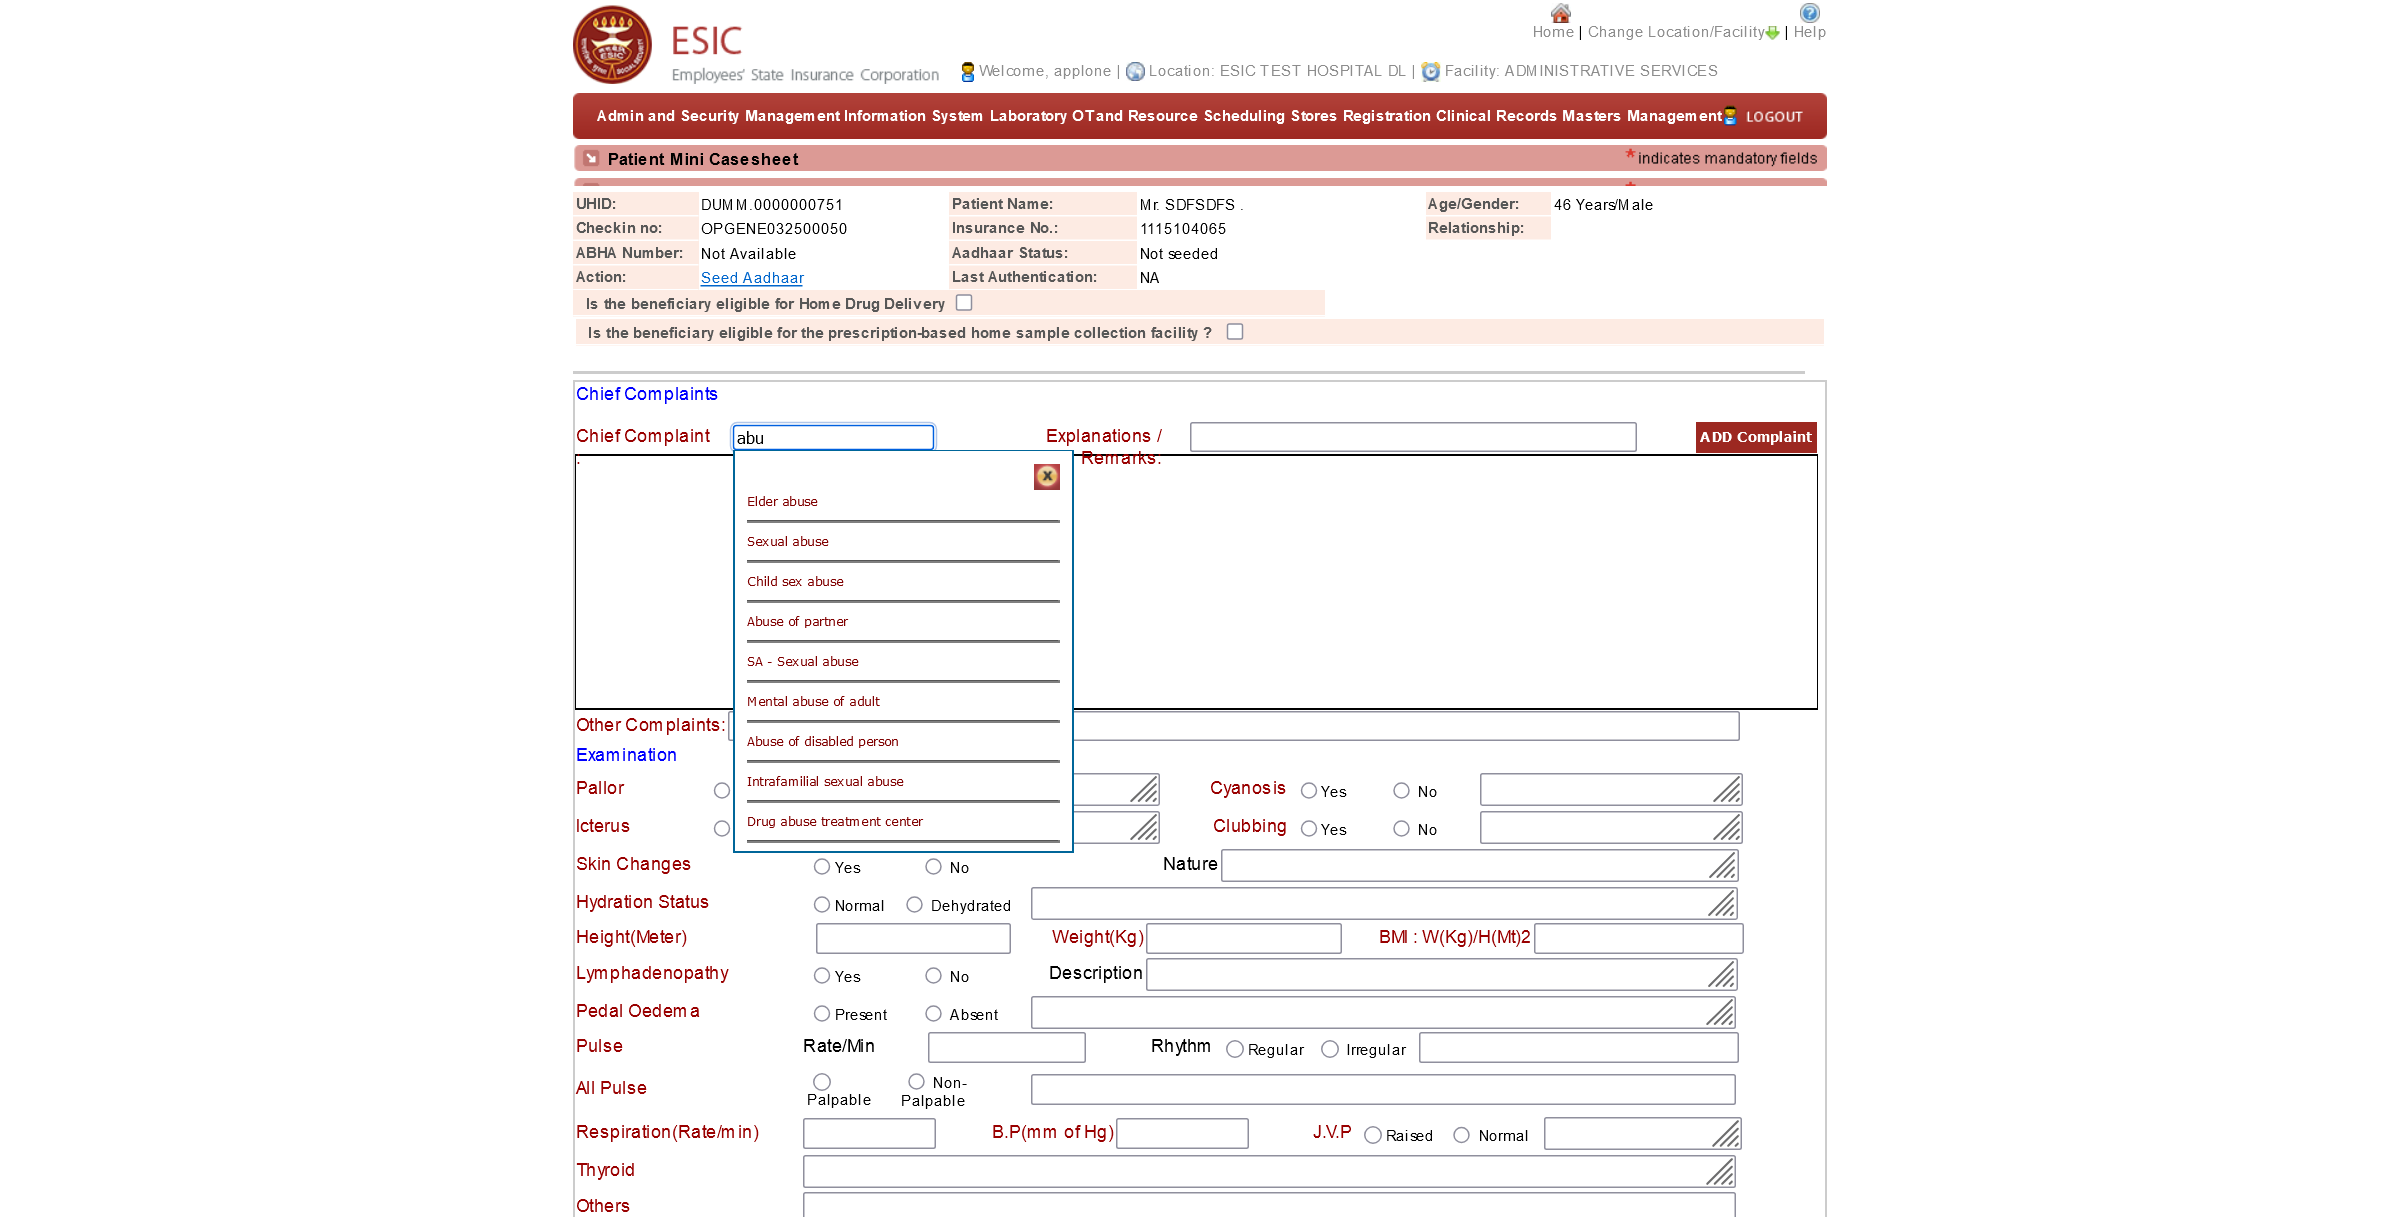 Home | Change Location/Facility | Help
ESIC
Employees' State Insurance Corporation
Welcome, applone | Location: ESIC TEST HOSPITAL DL | Facility: ADMINISTRATIVE SERVICES
Admin and Security Management Information System Laboratory OT and Resource Scheduling Stores Registration Clinical Records Masters Management LOGOUT
Patient Mini Casesheet * indicates mandatory fields
UHID: DUMM.0000000751 Patient Name: Mr. SDFSDFS . Age/Gender: 46 Years/Male
Checkin no: OPGENE032500050 Insurance No.: 1115104065 Relationship:
ABHA Number: Not Available Aadhaar Status: Not seeded
Action: Seed Aadhaar Last Authentication: NA
Is the beneficiary eligible for Home Drug Delivery
Is the beneficiary eligible for the prescription-based home sample collection facility ?
Chief Complaints
Chief Complaint abu Explanations / ADD Complaint
: Remarks:
Elder abuse
Sexual abuse
Child sex abuse
Abuse of partner
SA - Sexual abuse
Mental abuse of adult
Abuse of disabled person
Intrafamilial sexual abuse
Drug abuse treatment center
Other Complaints:
Examination
Pallor Cyanosis Yes No
Icterus Clubbing Yes No
Skin Changes Yes No Nature
Hydration Status Normal Dehydrated
Height(Meter) Weight(Kg) BMI : W(Kg)/H(Mt)2
Lymphadenopathy Yes No Description
Pedal Oedema Present Absent
Pulse Rate/Min Rhythm Regular Irregular
All Pulse Palpable Non-
Palpable
Respiration(Rate/min) B.P(mm of Hg) J.V.P Raised Normal
Thyroid
Others